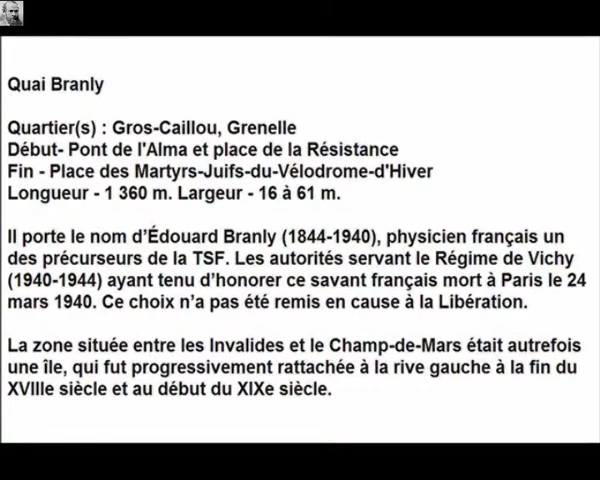 Quai Branly
Quartier(s) : Gros-Caillou, Grenelle
Début- Pont de l'Alma et place de la Résistance
Fin - Place des Martyrs-Juifs-du-Vélodrome-d'Hiver
Longueur - 1 360 m. Largeur - 16 à 61 m.
Il porte le nom d’Édouard Branly (1844-1940), physicien français un
des précurseurs de la TSF. Les autorités servant le Régime de Vichy
(1940-1944) ayant tenu d’honorer ce savant français mort à Paris le 24
mars 1940. Ce choix n’a pas été remis en cause à la Libération.
La zone située entre les Invalides et le Champ-de-Mars était autrefois
une île, qui fut progressivement rattachée à la rive gauche à la fin du
XVIIIe siècle et au début du XIXe siècle.